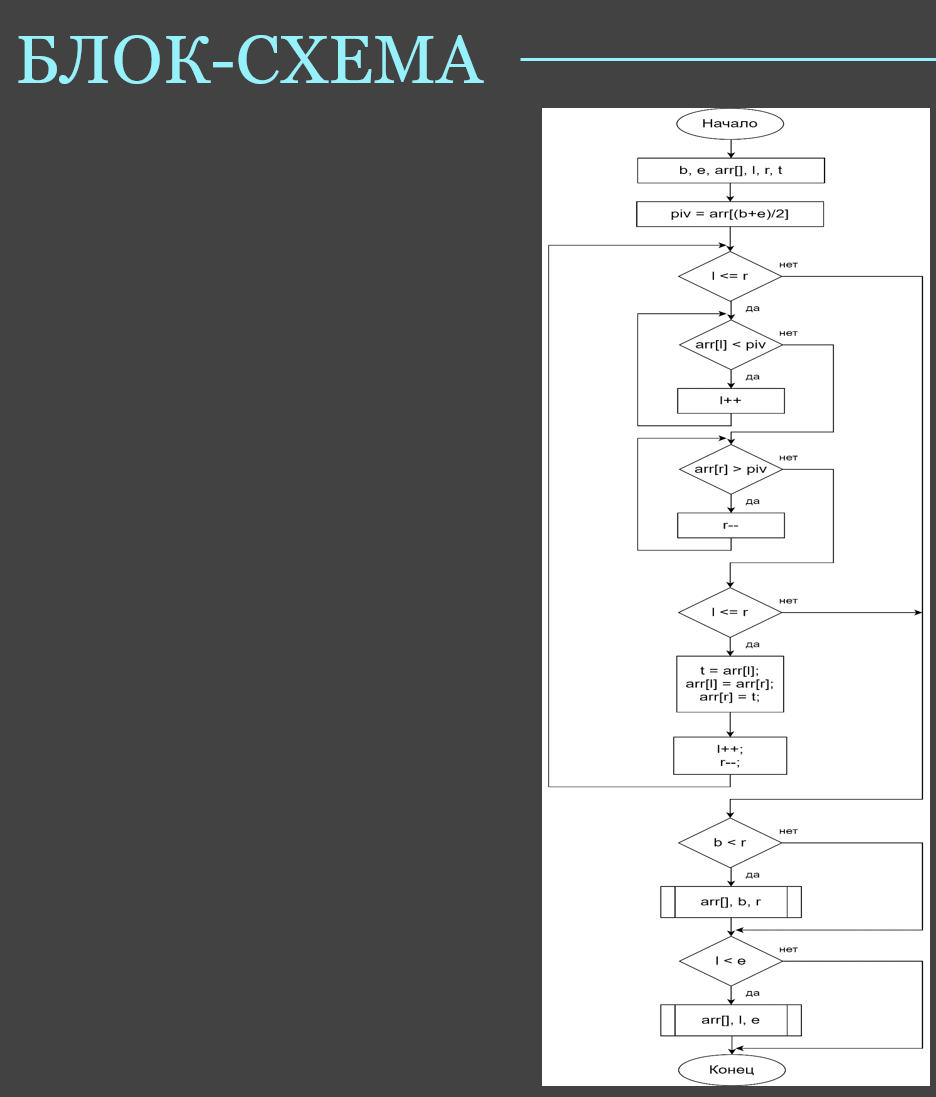 БЛОК-СХЕМА
Начало
b, e, arr[], l, r, t
piv = arr[(b+e)/2]
l <= r
нет
да
arr[l] < piv
нет
да
l++
arr[r] > piv
нет
да
r--
l <= r
нет
да
t = arr[l];
arr[l] = arr[r];
arr[r] = t;
l++;
r--;
b < r
нет
да
arr[], b, r
l < e
нет
да
arr[], l, e
Конец